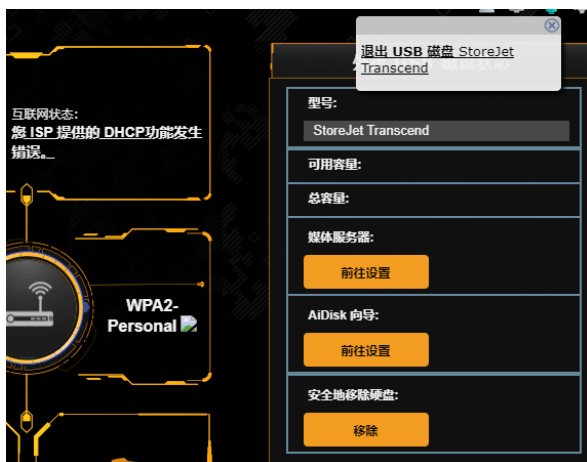 退出 USB 磁盘 StoreJet
Transcend
互联网状态:
您 ISP 提供的 DHCP功能发生
错误。
WPA2-
Personal
型号:
StoreJet Transcend
可用容量:
总容量:
媒体服务器:
前往设置
AiDisk 向导:
前往设置
安全地移除硬盘:
移除